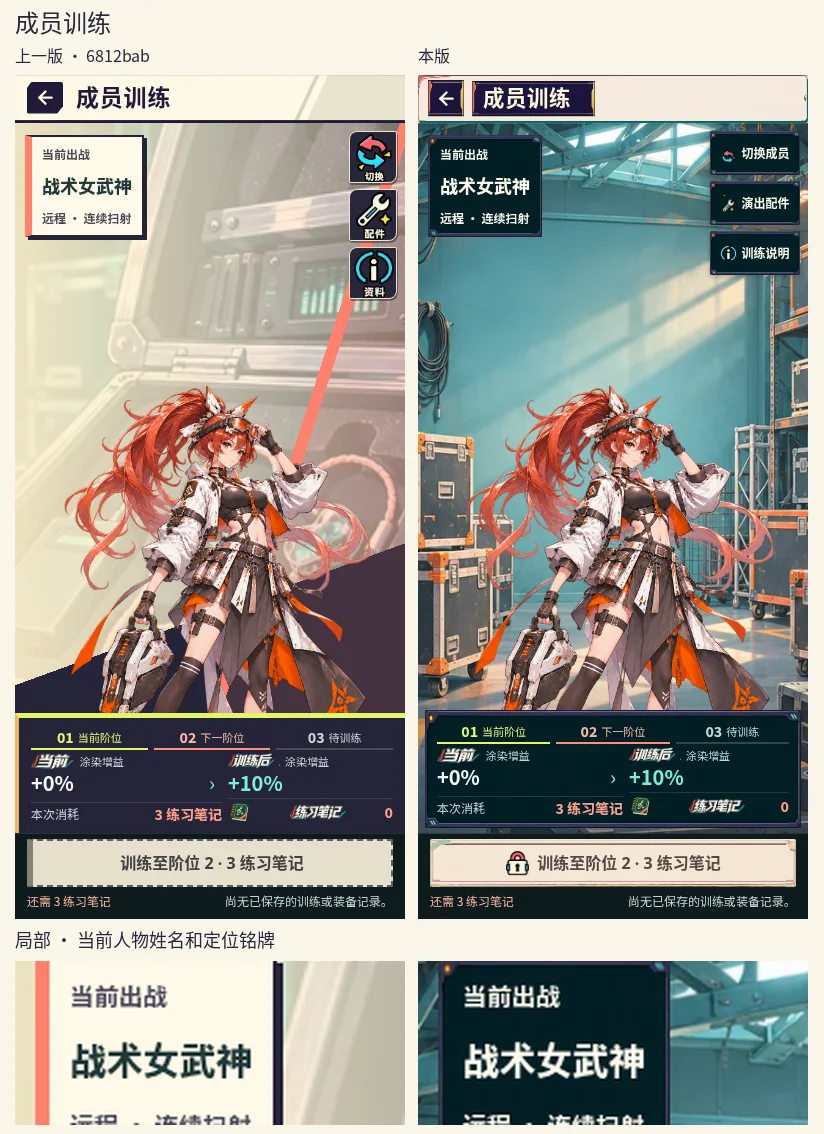 成员训练
上一版 · 6812bab
成员训练
当前出战
战术女武神
远程 · 连续扫射
切换
配件
资料
01 当前阶位
02 下一阶位
03 待训练
当前 涂染增益
训练后 涂染增益
+0%
› +10%
本次消耗
3 练习笔记
练习笔记
0
训练至阶位 2 · 3 练习笔记
还需 3 练习笔记
尚无已保存的训练或装备记录。
本版
成员训练
当前出战
战术女武神
远程 · 连续扫射
切换成员
演出配件
训练说明
01 当前阶位
02 下一阶位
03 待训练
当前 涂染增益
训练后 涂染增益
+0%
› +10%
本次消耗
3 练习笔记
练习笔记
0
训练至阶位 2 · 3 练习笔记
还需 3 练习笔记
尚无已保存的训练或装备记录。
局部 · 当前人物姓名和定位铭牌
当前出战
战术女武神
远程 · 连续扫射
当前出战
战术女武神
远程 · 连续扫射